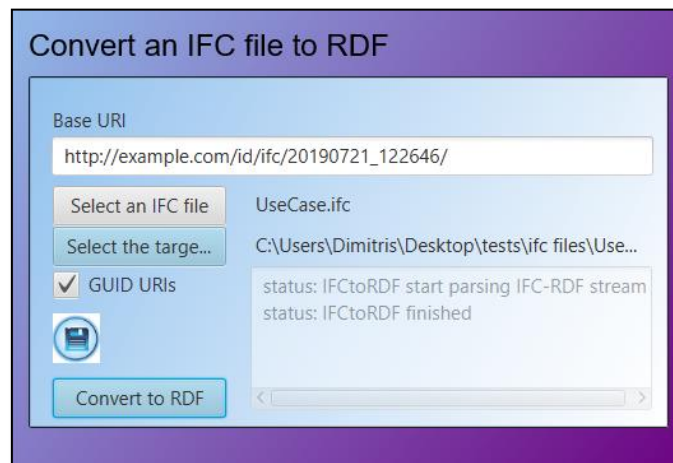 Convert an IFC file to RDF
Base URI
http://example.com/id/ifc/20190721_122646/
Select an IFC file UseCase.ifc
Select the targe... C:\Users\Dimitris\Desktop\tests\ifc files\Use...
GUID URIs
status: IFCtoRDF start parsing IFC-RDF stream
status: IFCtoRDF finished
Convert to RDF